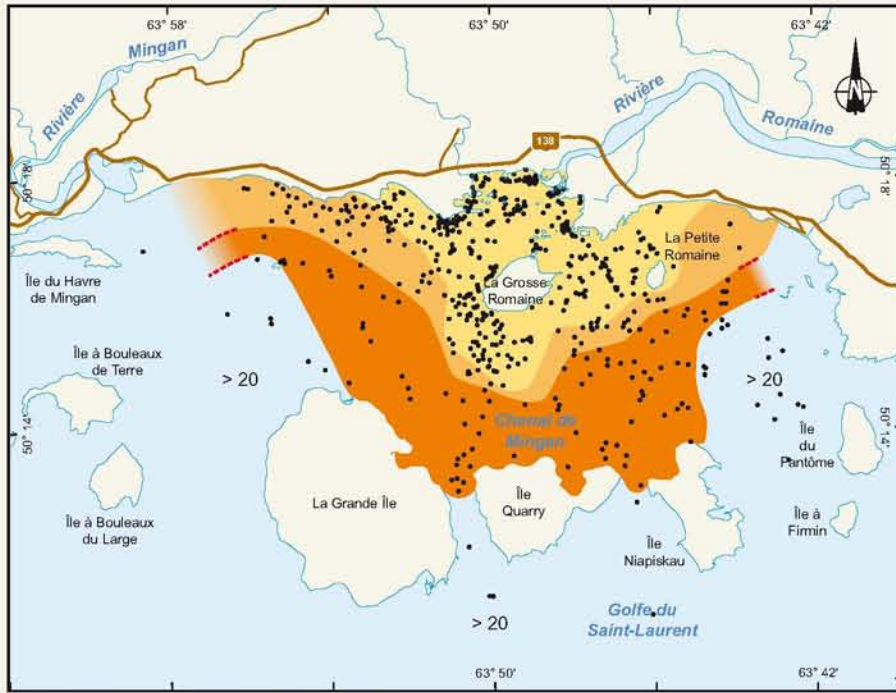 63° 58'
63° 50'
63° 42'
Rivière
Mingan
Rivière
Romaine
138
50° 18'
50° 18'
La Petite
Romaine
La Grosse
Romaine
Île du Havre
de Mingan
Île à Bouleaux
de Terre
> 20
> 20
Chenal de
Mingan
50° 14'
50° 14'
Île
du
Fantôme
La Grande Île
Île
Quarry
Île à Bouleaux
du Large
Île à
Firmin
Île
Niapiskau
> 20
Golfe du
Saint-Laurent
63° 50'
63° 42'